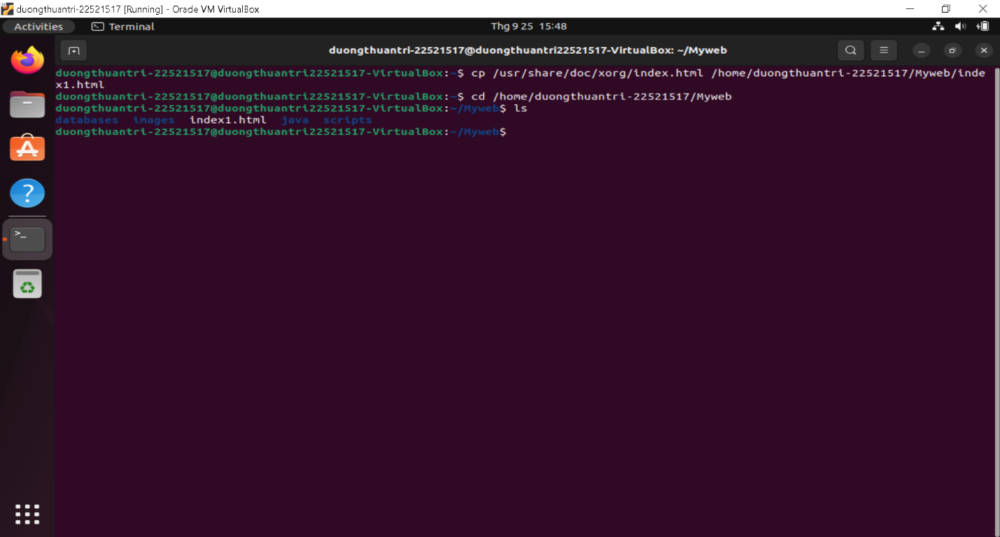 duongthuantri-22521517 [Running] - Oracle VM VirtualBox
Activities
Terminal
Thg 9 25 15:48
duongthuantri-22521517@duongthuantri22521517-VirtualBox: ~/Myweb
duongthuantri-22521517@duongthuantri22521517-VirtualBox:~$ cp /usr/share/doc/xorg/index.html /home/duongthuantri-22521517/Myweb/inde
x1.html
duongthuantri-22521517@duongthuantri22521517-VirtualBox:~$ cd /home/duongthuantri-22521517/Myweb
duongthuantri-22521517@duongthuantri22521517-VirtualBox:~/Myweb$ ls
databases images index1.html java scripts
duongthuantri-22521517@duongthuantri22521517-VirtualBox:~/Myweb$